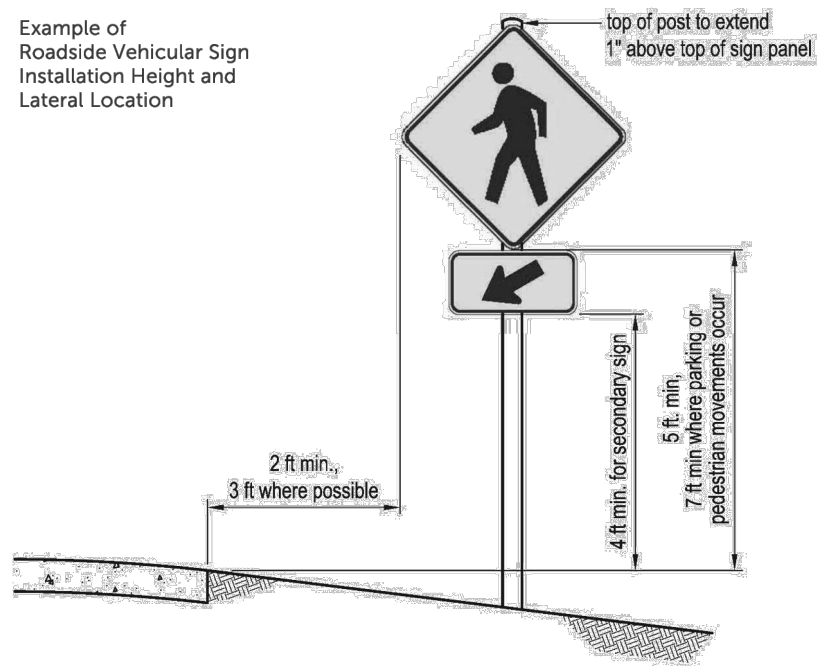 Example of
Roadside Vehicular Sign
Installation Height and
Lateral Location
top of post to extend
1" above top of sign panel
2 ft min.,
3 ft where possible
4 ft min. for secondary sign
5 ft. min,
7 ft min where parking or
pedestrian movements occur